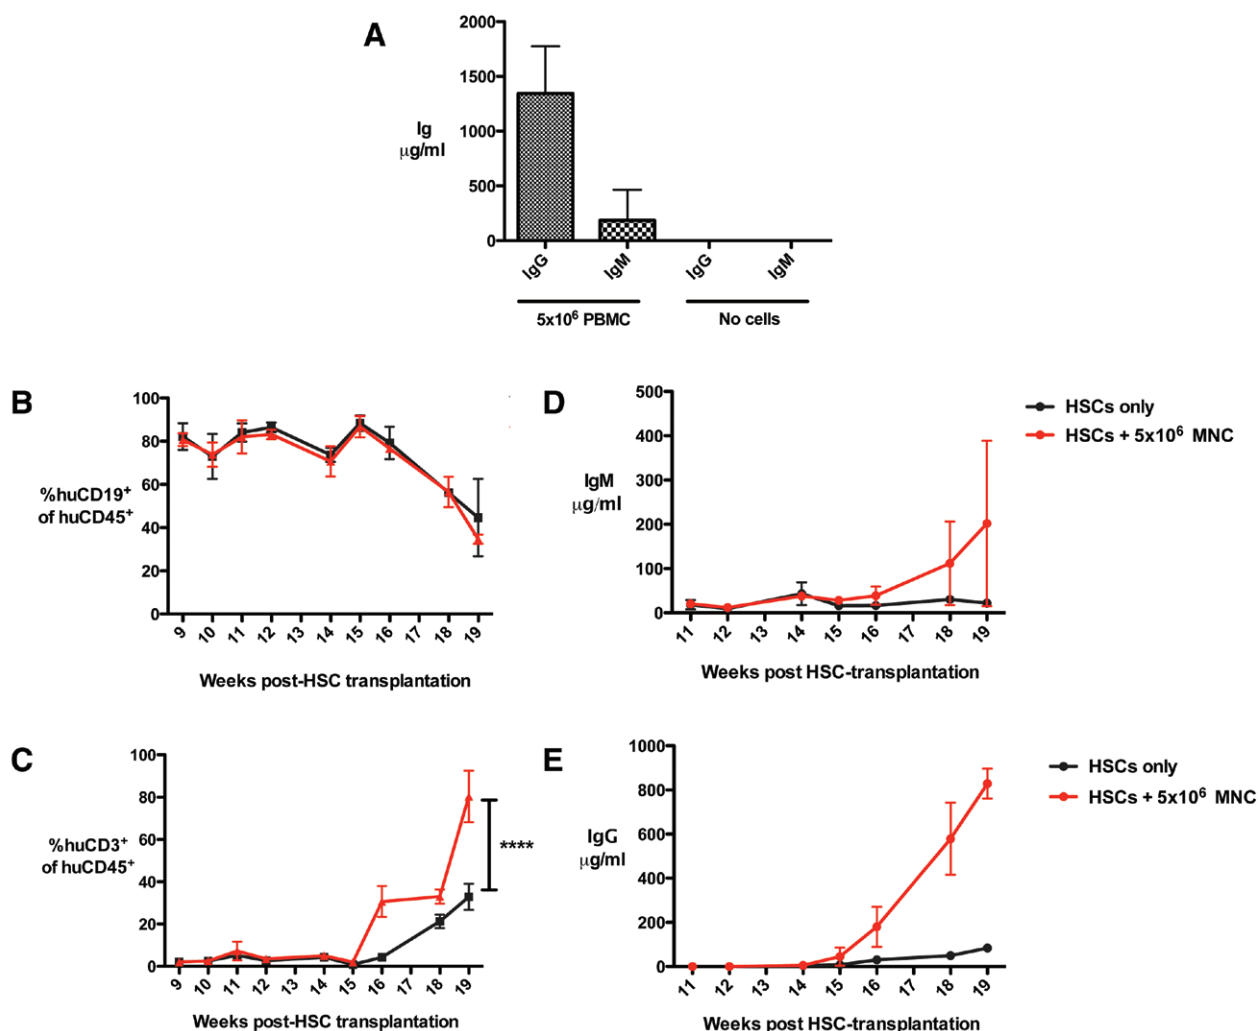 A
2000
1500
1000
500
0
Ig
μg/ml
IgG
IgM
IgG
IgM
5x10⁶ PBMC
No cells
B
100
80
60
40
20
0
%huCD19⁺
of huCD45⁺
9 10 11 12 13 14 15 16 17 18 19
Weeks post-HSC transplantation
D
500
400
300
200
100
0
IgM
μg/ml
11 12 13 14 15 16 17 18 19
Weeks post HSC-transplantation
HSCs only
HSCs + 5x10⁶ MNC
C
100
80
60
40
20
0
%huCD3⁺
of huCD45⁺
****
9 10 11 12 13 14 15 16 17 18 19
Weeks post-HSC transplantation
E
1000
800
600
400
200
0
IgG
μg/ml
11 12 13 14 15 16 17 18 19
Weeks post HSC-transplantation
HSCs only
HSCs + 5x10⁶ MNC